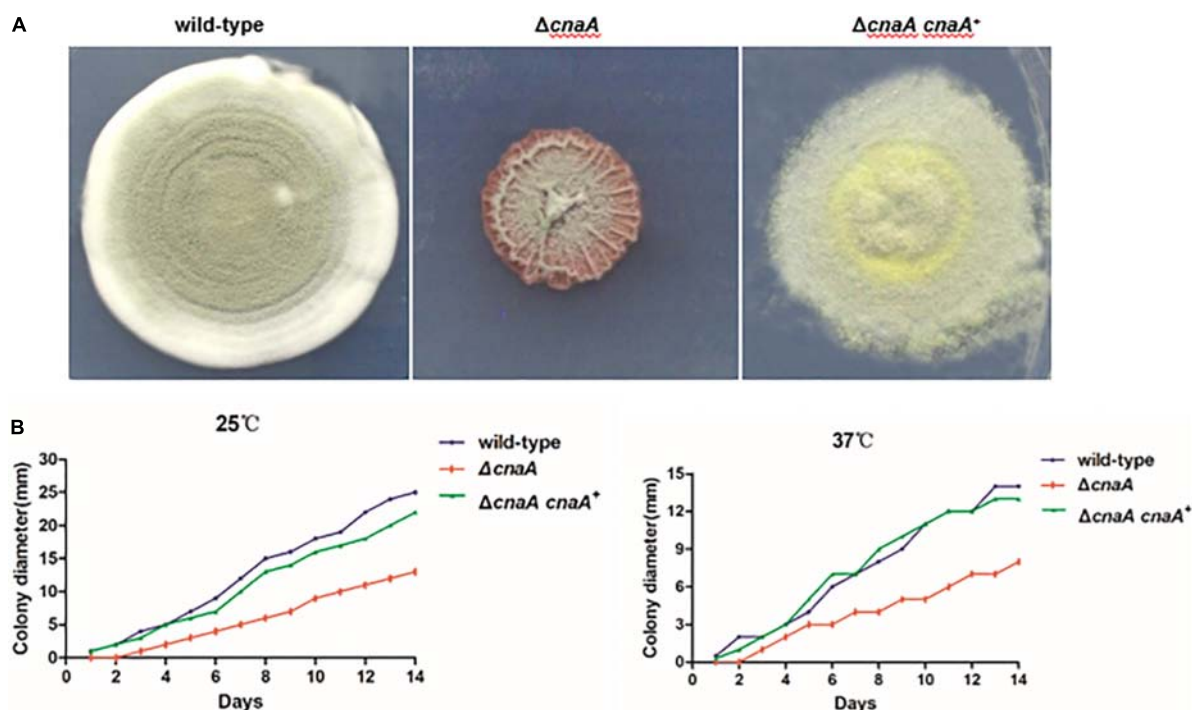 A
wild-type ΔcnaA ΔcnaA cnaA+
B
25℃
wild-type
ΔcnaA
ΔcnaA cnaA+
Colony diameter(mm)
30
25
20
15
10
5
0
0 2 4 6 8 10 12 14
Days
37℃
wild-type
ΔcnaA
ΔcnaA cnaA+
Colony diameter(mm)
15
12
9
6
3
0
0 2 4 6 8 10 12 14
Days